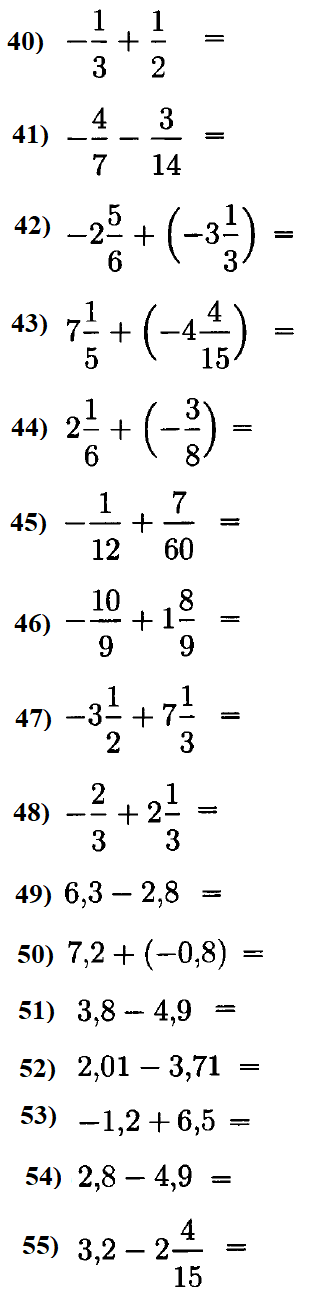 40) −1/3 + 1/2 =
41) −4/7 − 3/14 =
42) −2 5/6 + (−3 1/3) =
43) 7 1/5 + (−4 4/15) =
44) 2 1/6 + (−3/8) =
45) −1/12 + 7/60 =
46) −10/9 + 1 8/9 =
47) −3 1/2 + 7 1/3 =
48) −2/3 + 2 1/3 =
49) 6,3 − 2,8 =
50) 7,2 + (−0,8) =
51) 3,8 − 4,9 =
52) 2,01 − 3,71 =
53) −1,2 + 6,5 =
54) 2,8 − 4,9 =
55) 3,2 − 2 4/15 =